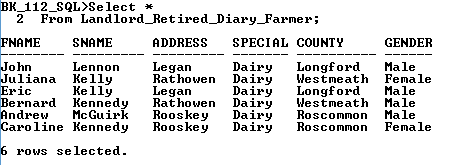 BK_112_SQL>Select *
2 From Landlord_Retired_Diary_Farmer;
FNAME SNAME ADDRESS SPECIAL COUNTY GENDER
-------- -------- -------- ------- --------- ------
John Lennon Legan Dairy Longford Male
Juliana Kelly Rathowen Dairy Westmeath Female
Eric Kelly Legan Dairy Longford Male
Bernard Kennedy Rathowen Dairy Westmeath Male
Andrew McGuirk Rooskey Dairy Roscommon Male
Caroline Kennedy Rooskey Dairy Roscommon Female
6 rows selected.